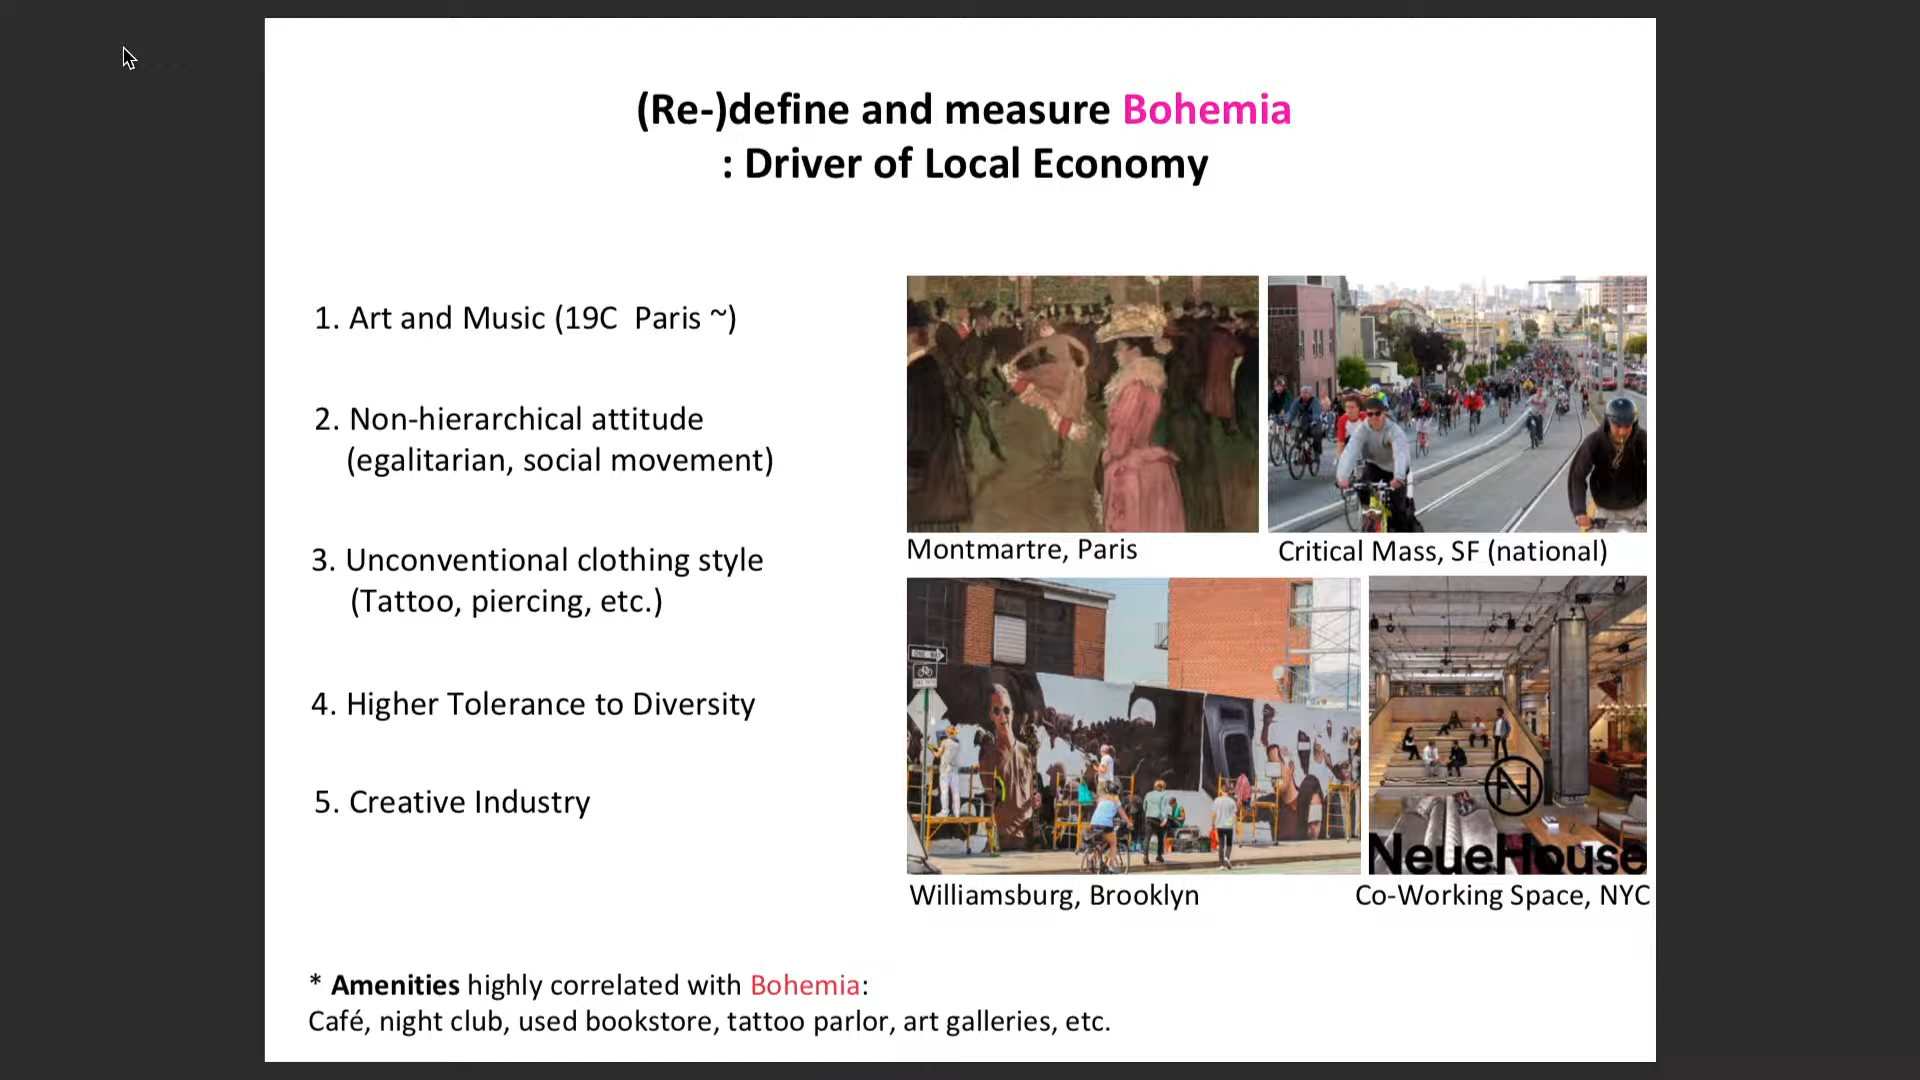 (Re-)define and measure Bohemia
: Driver of Local Economy
1. Art and Music (19C  Paris ~)
2. Non-hierarchical attitude
(egalitarian, social movement)
3. Unconventional clothing style
(Tattoo, piercing, etc.)
4. Higher Tolerance to Diversity
5. Creative Industry
Montmartre, Paris
Critical Mass, SF (national)
ONE WAY
NeueHouse
Williamsburg, Brooklyn
Co-Working Space, NYC
* Amenities highly correlated with Bohemia:
Café, night club, used bookstore, tattoo parlor, art galleries, etc.